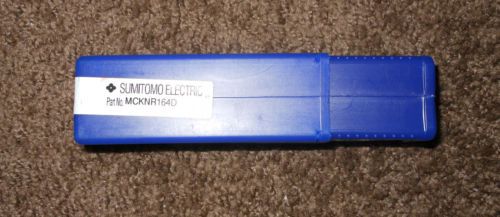 SUMITOMO ELECTRIC
Part No. MCKNR164D